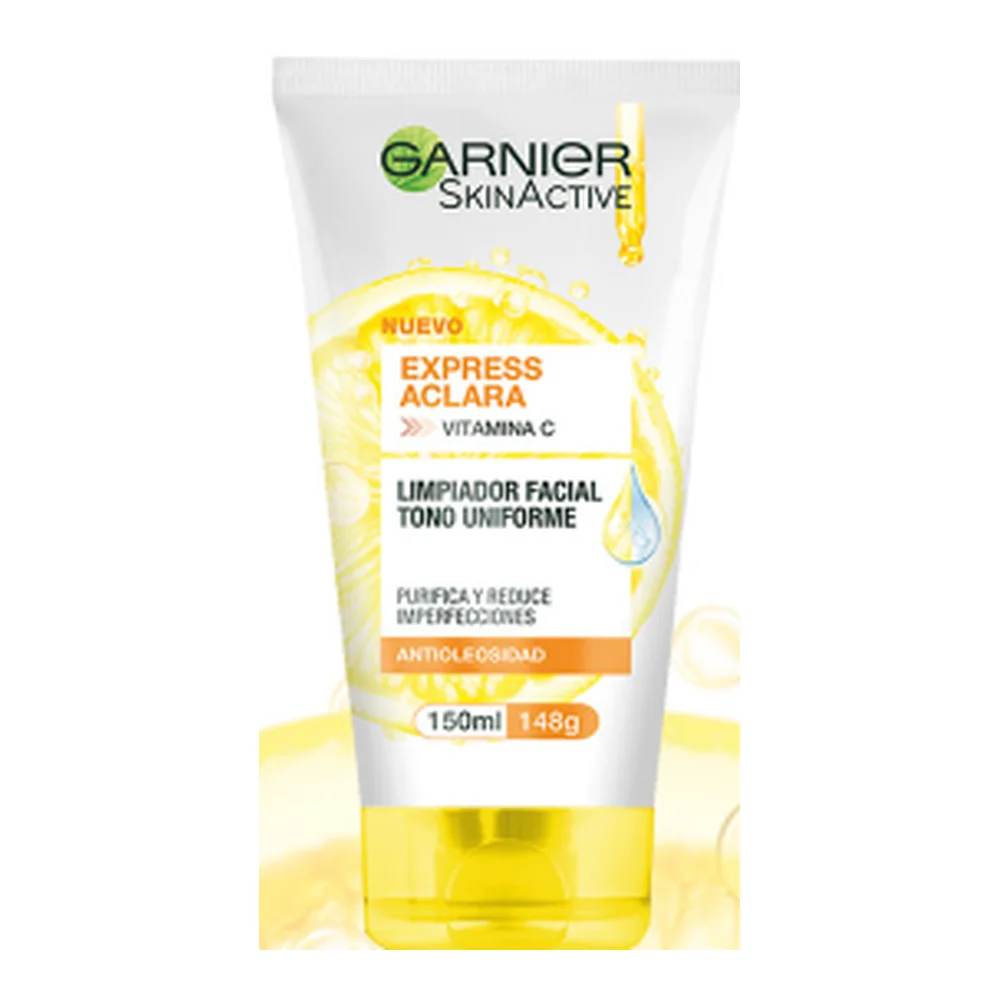 GARNIER
SKINACTIVE
NUEVO
EXPRESS
ACLARA
VITAMINA C
LIMPIADOR FACIAL
TONO UNIFORME
PURIFICA Y REDUCE
IMPERFECCIONES
ANTIOLEOSIDAD
150ml 148g